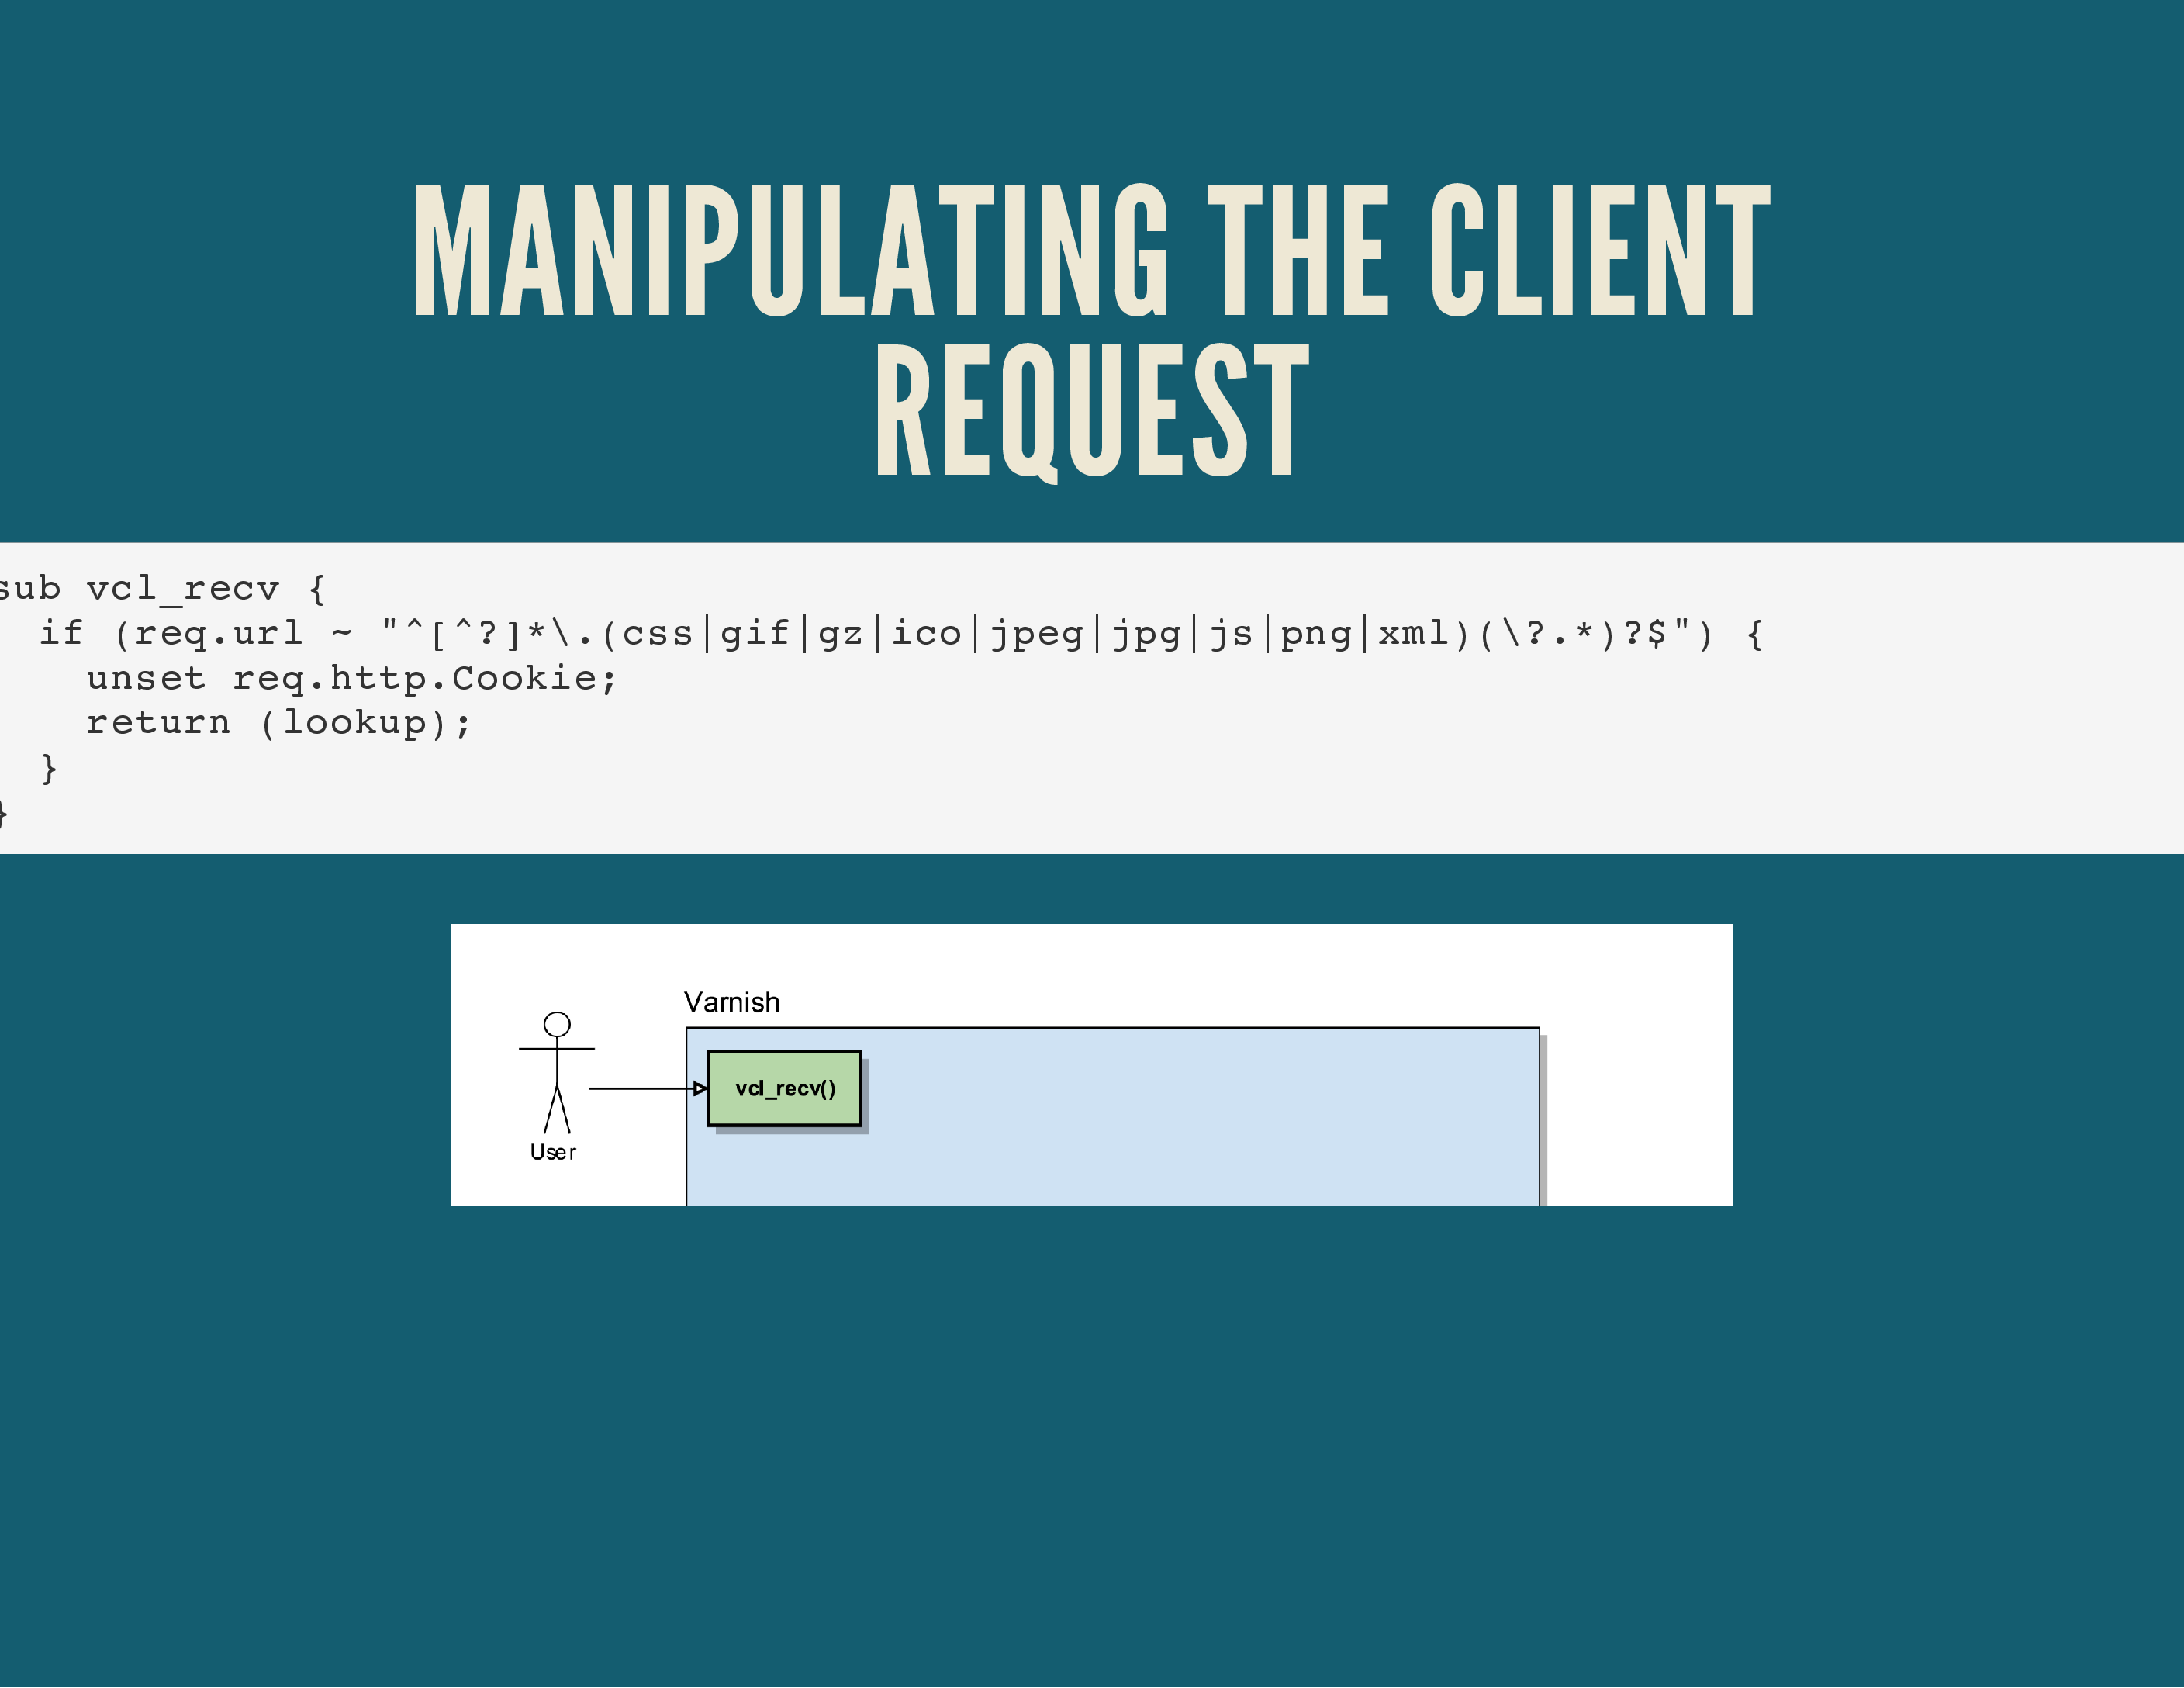 MANIPULATING THE CLIENT
REQUEST
sub vcl_recv {
  if (req.url ~ "^[^?]*\.(css|gif|gz|ico|jpeg|jpg|js|png|xml)(\?.*)?$") {
    unset req.http.Cookie;
    return (lookup);
  }
}
Varnish
vcl_recv()
User